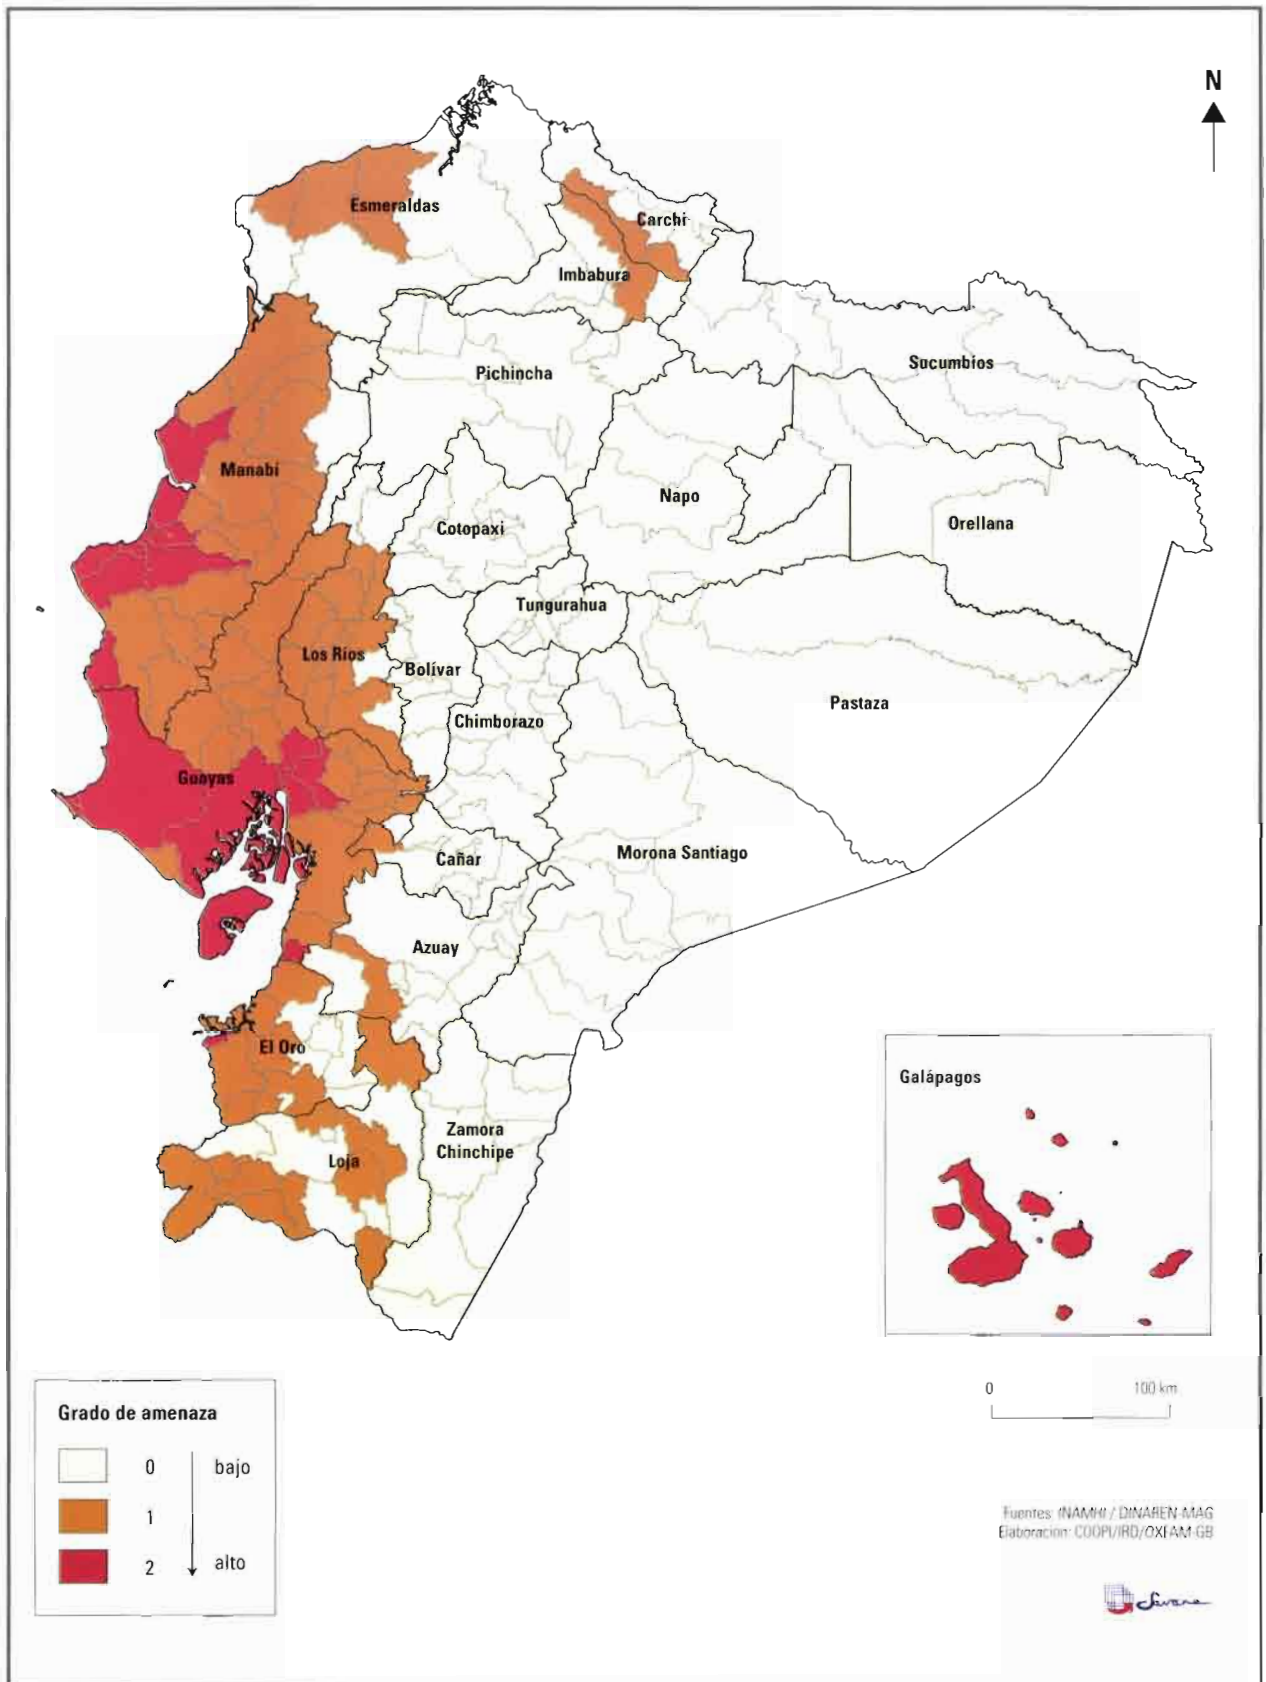 N
Esmeraldas
Carchi
Imbabura
Sucumbíos
Pichincha
Manabí
Napo
Cotopaxi
Orellana
Tungurahua
Los Ríos
Bolívar
Pastaza
Chimborazo
Guayas
Cañar
Morona Santiago
Azuay
El Oro
Galápagos
Zamora
Chinchipe
Loja
0
100 km
Grado de amenaza
0
bajo
1
2
alto
Fuentes: INAMHI / DINAREN-MAG
Elaboración: COOPI/IRD/OXFAM-GB
Savane